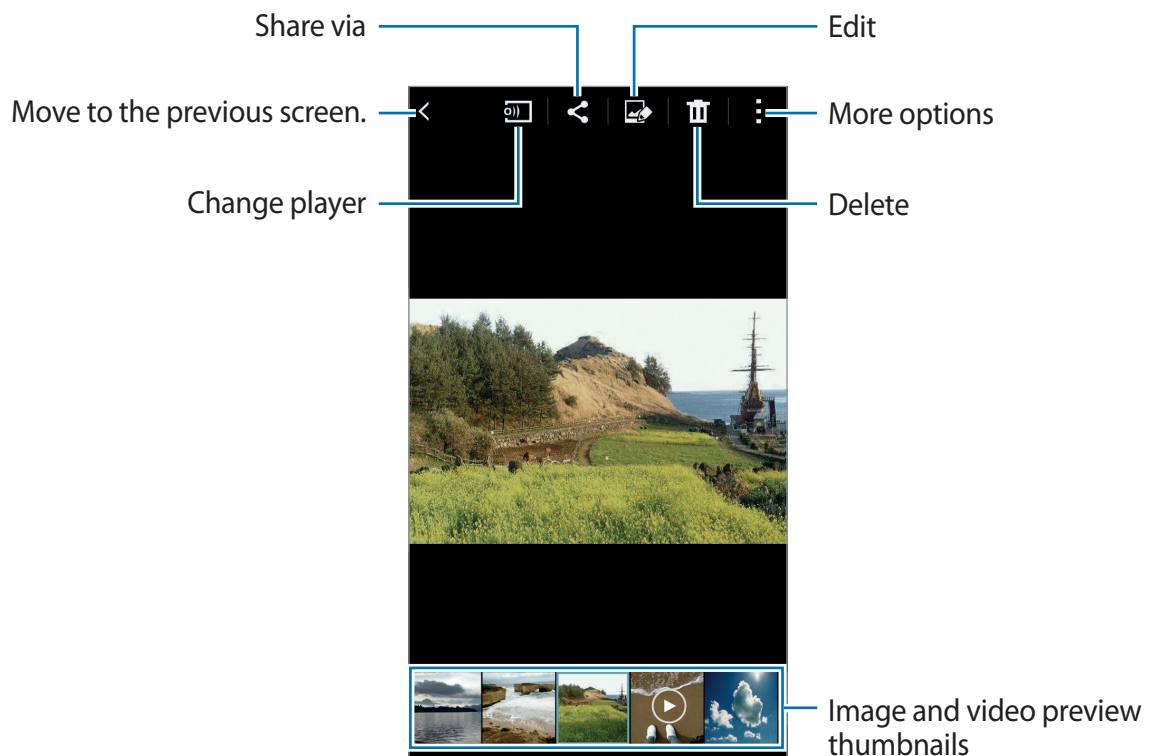 Share via
Edit
Move to the previous screen.
More options
Change player
Delete
Image and video preview
thumbnails